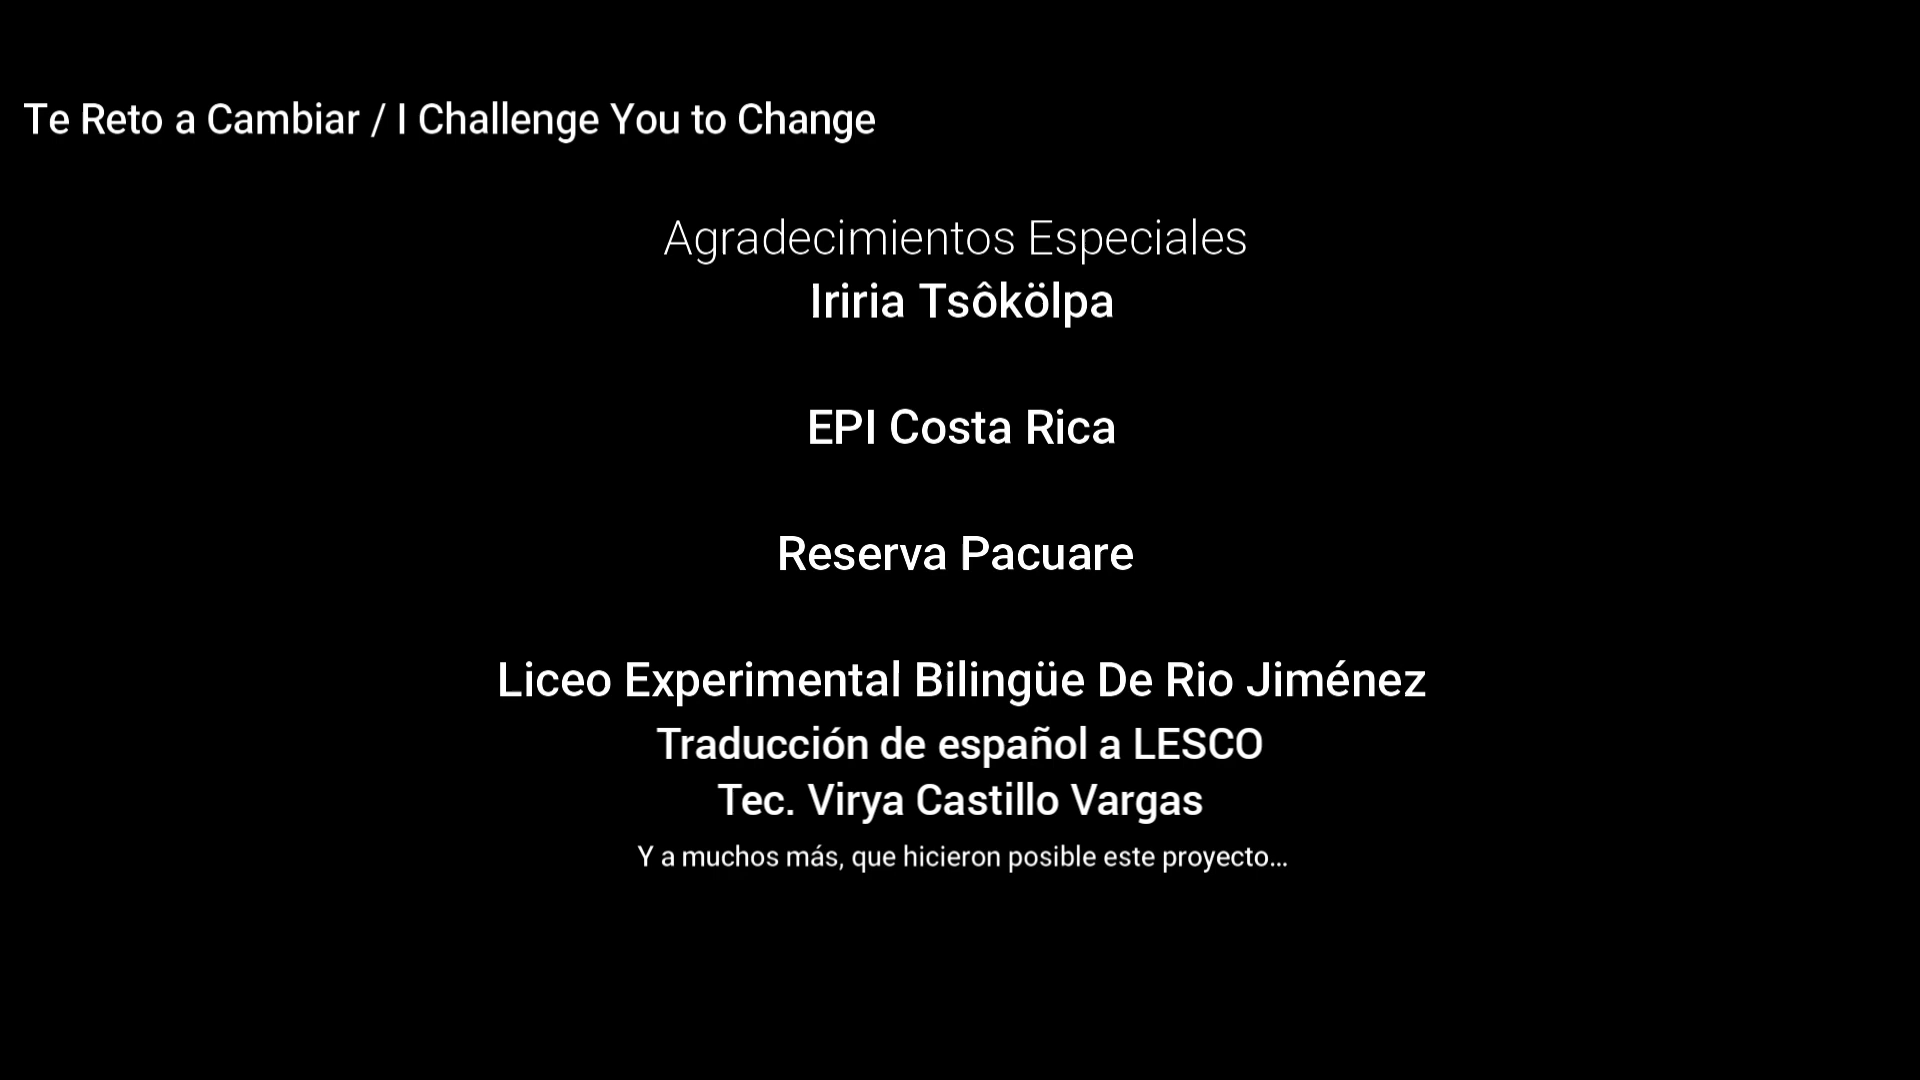 Te Reto a Cambiar / I Challenge You to Change
Agradecimientos Especiales
Iriria Tsôkölpa
EPI Costa Rica
Reserva Pacuare
Liceo Experimental Bilingüe De Rio Jiménez
Traducción de español a LESCO
Tec. Virya Castillo Vargas
Y a muchos más, que hicieron posible este proyecto...